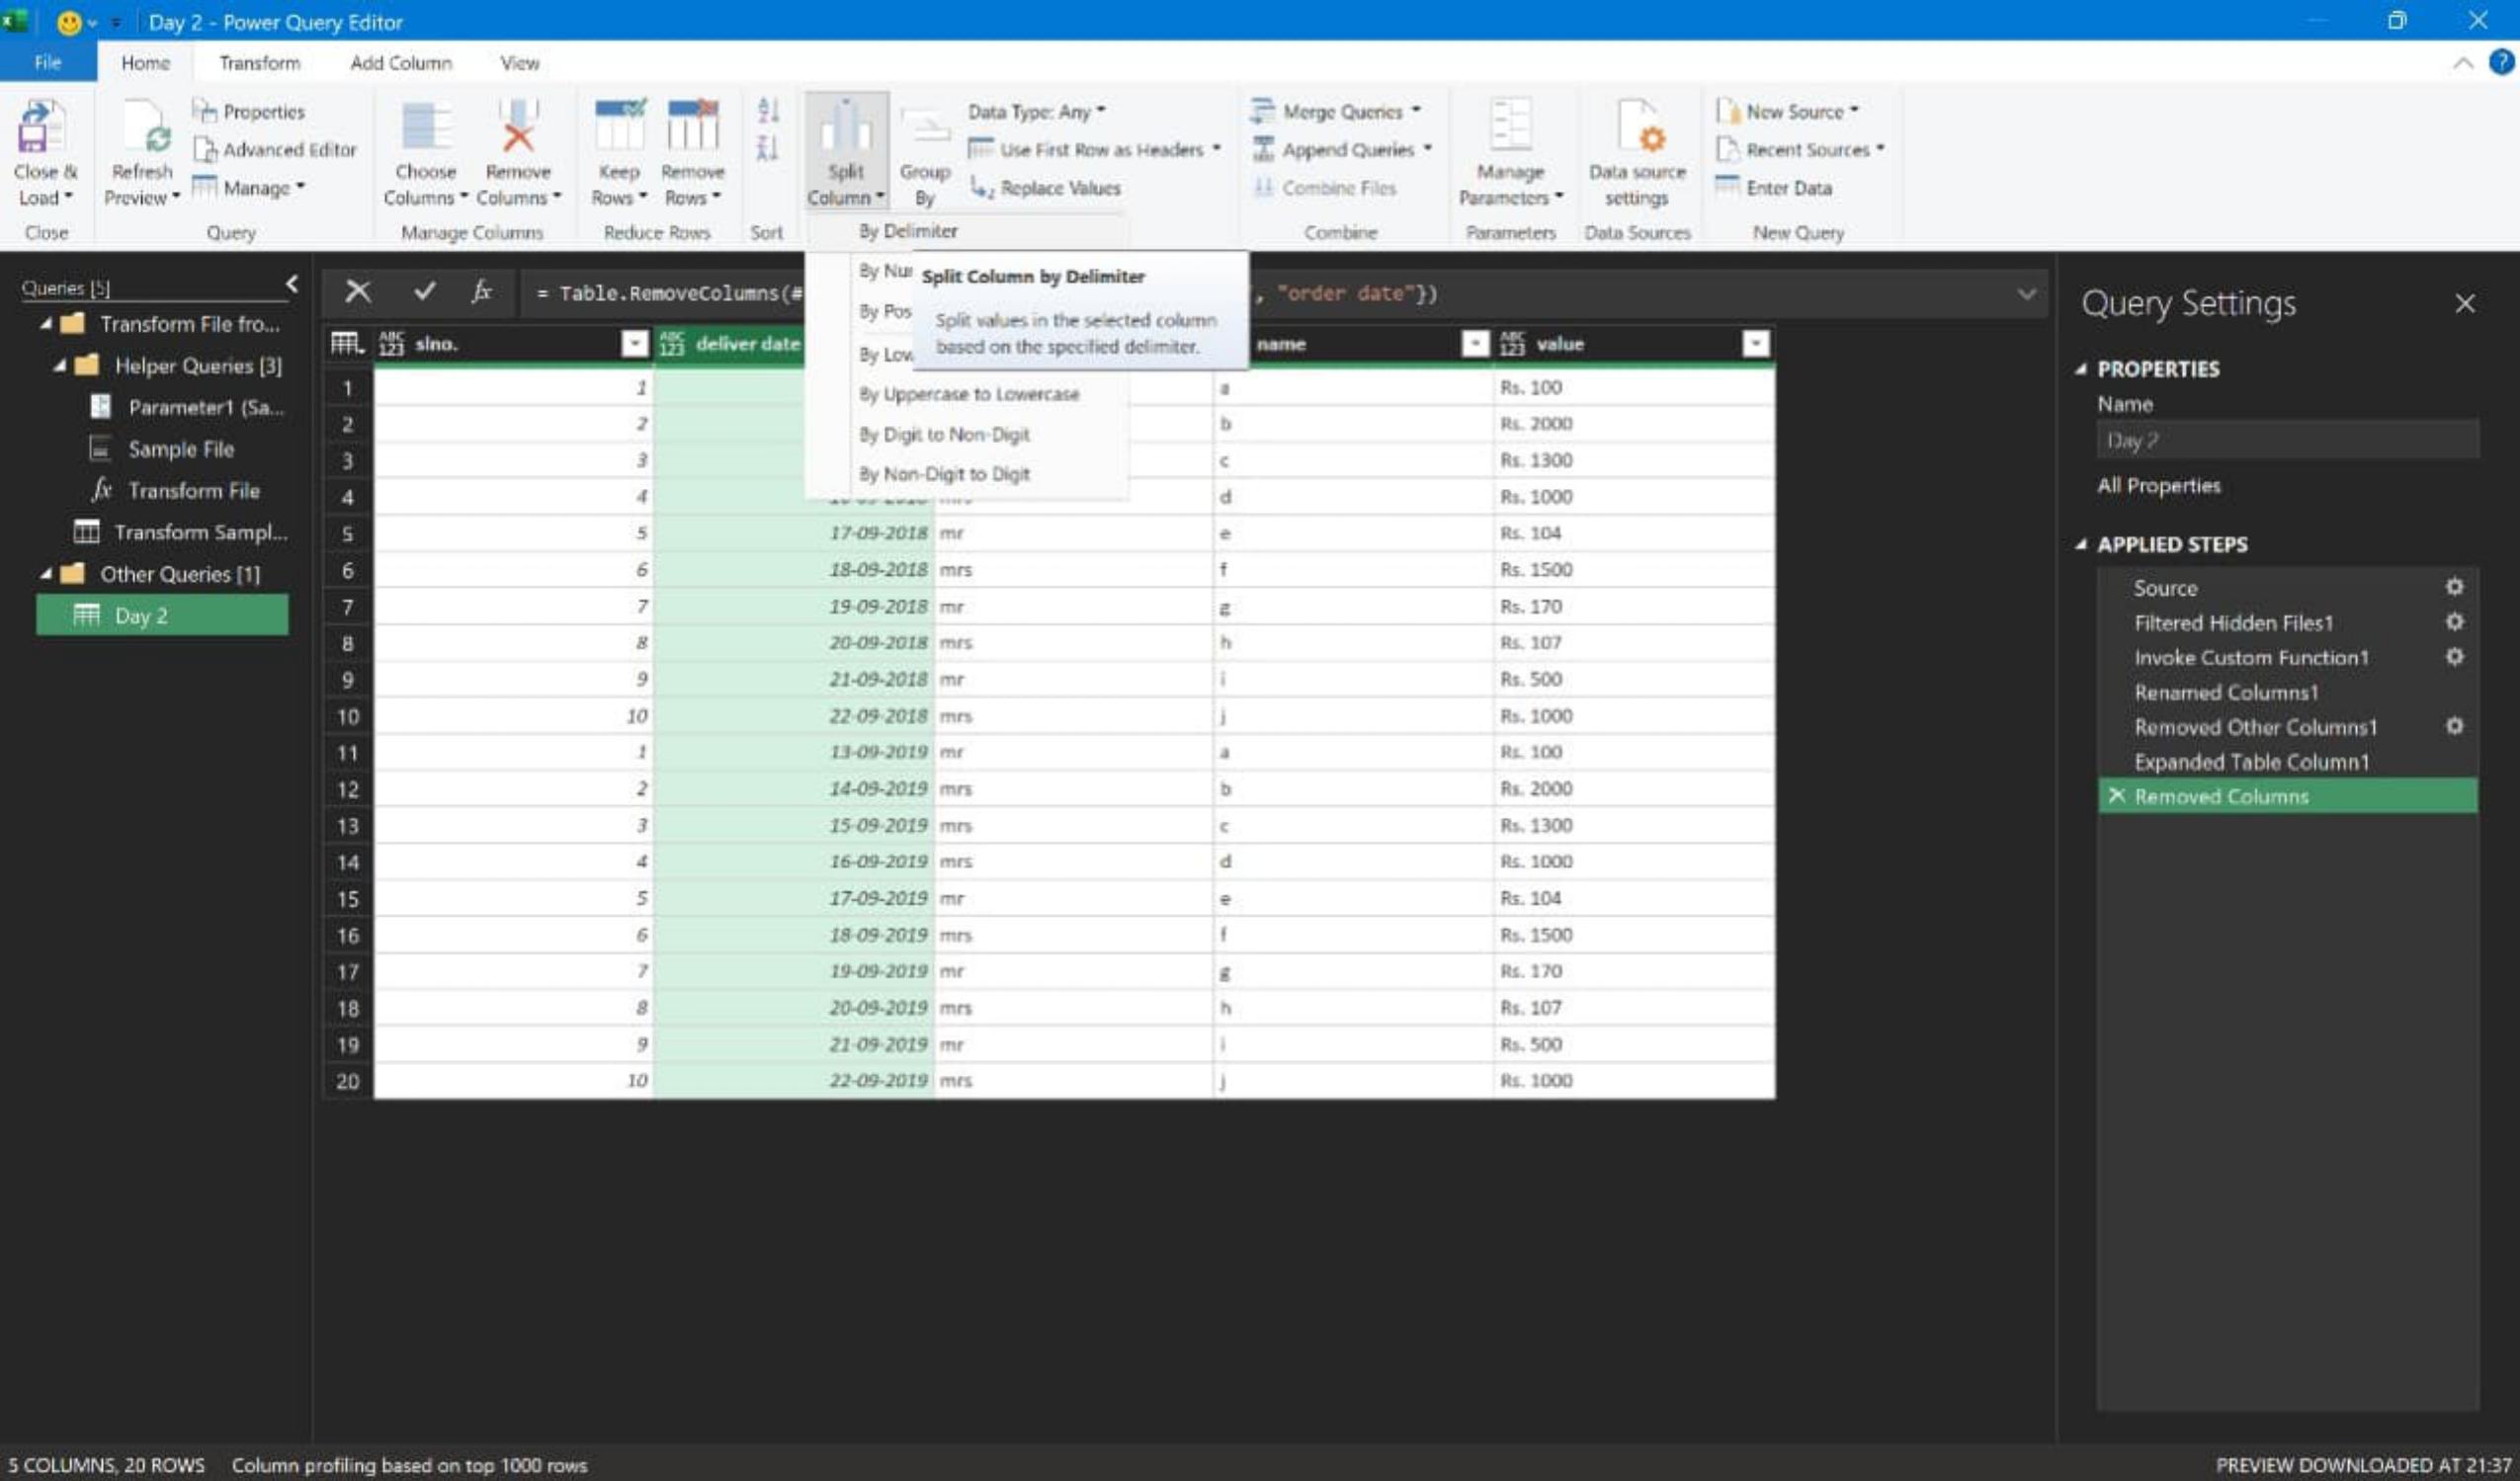 Day 2 - Power Query Editor
File Home Transform Add Column View
Close & Load
Refresh Preview
Properties
Advanced Editor
Manage
Choose Columns
Remove Columns
Keep Rows
Remove Rows
Split Column
Group By
Data Type: Any
Use First Row as Headers
Replace Values
Merge Queries
Append Queries
Combine Files
Manage Parameters
Data source settings
New Source
Recent Sources
Enter Data
Close Query Manage Columns Reduce Rows Sort Combine Parameters Data Sources New Query
By Delimiter
By Nu
By Pos
By Low
By Uppercase to Lowercase
By Digit to Non-Digit
By Non-Digit to Digit
Split Column by Delimiter
Split values in the selected column
based on the specified delimiter.
Queries [5]
Transform File fro...
Helper Queries [3]
Parameter1 (Sa...
Sample File
fx Transform File
Transform Sampl...
Other Queries [1]
Day 2
fx = Table.RemoveColumns(# , "order date"})
ABC 123 slno. ABC 123 deliver date name ABC 123 value
1 1 a Rs. 100
2 2 b Rs. 2000
3 3 c Rs. 1300
4 4 d Rs. 1000
5 5 17-09-2018 mr e Rs. 104
6 6 18-09-2018 mrs f Rs. 1500
7 7 19-09-2018 mr g Rs. 170
8 8 20-09-2018 mrs h Rs. 107
9 9 21-09-2018 mr i Rs. 500
10 10 22-09-2018 mrs j Rs. 1000
11 1 13-09-2019 mr a Rs. 100
12 2 14-09-2019 mrs b Rs. 2000
13 3 15-09-2019 mrs c Rs. 1300
14 4 16-09-2019 mrs d Rs. 1000
15 5 17-09-2019 mr e Rs. 104
16 6 18-09-2019 mrs f Rs. 1500
17 7 19-09-2019 mr g Rs. 170
18 8 20-09-2019 mrs h Rs. 107
19 9 21-09-2019 mr i Rs. 500
20 10 22-09-2019 mrs j Rs. 1000
Query Settings
PROPERTIES
Name
Day 2
All Properties
APPLIED STEPS
Source
Filtered Hidden Files1
Invoke Custom Function1
Renamed Columns1
Removed Other Columns1
Expanded Table Column1
Removed Columns
5 COLUMNS, 20 ROWS Column profiling based on top 1000 rows
PREVIEW DOWNLOADED AT 21:37